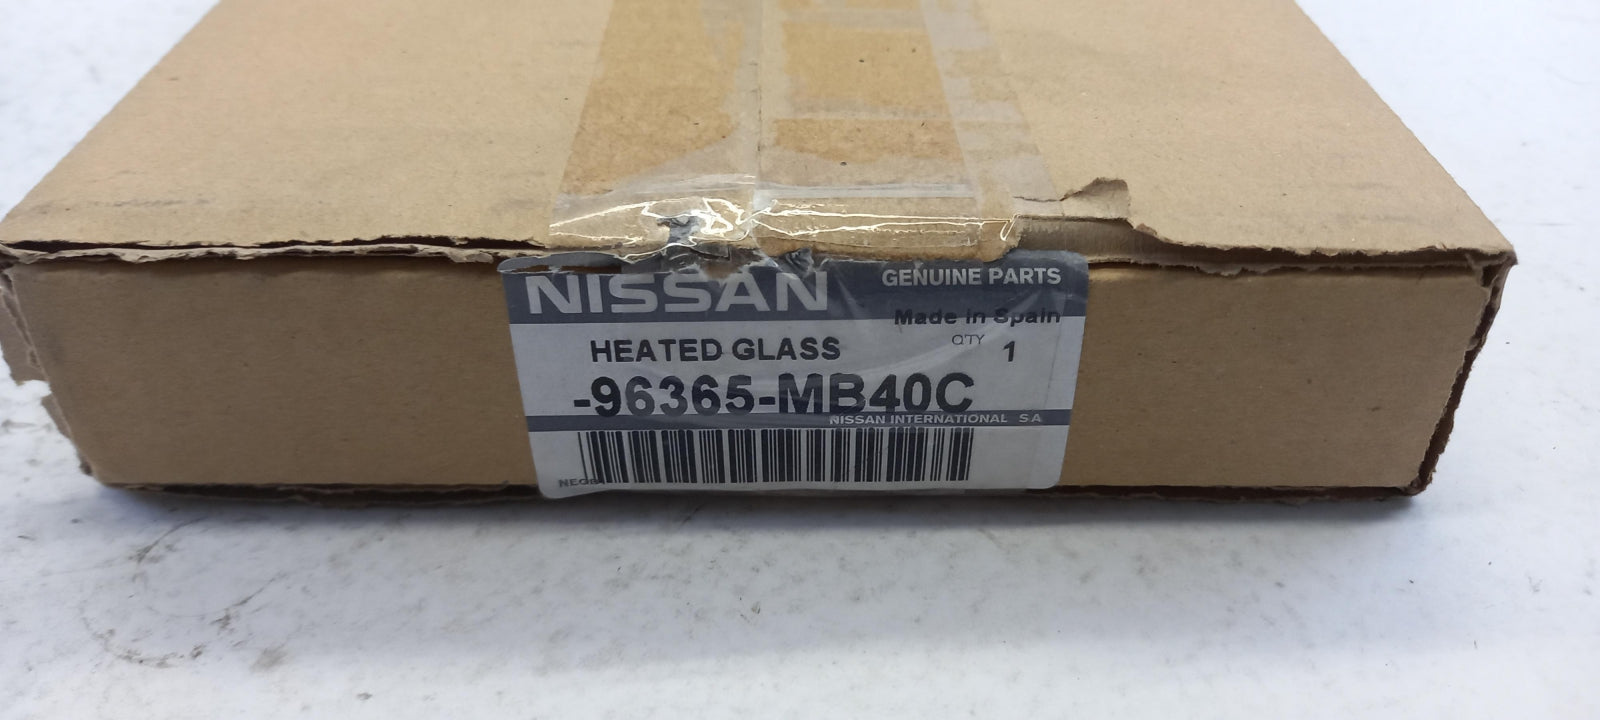 NISSAN GENUINE PARTS
Made in Spain
HEATED GLASS QTY 1
-96365-MB40C
NISSAN INTERNATIONAL SA